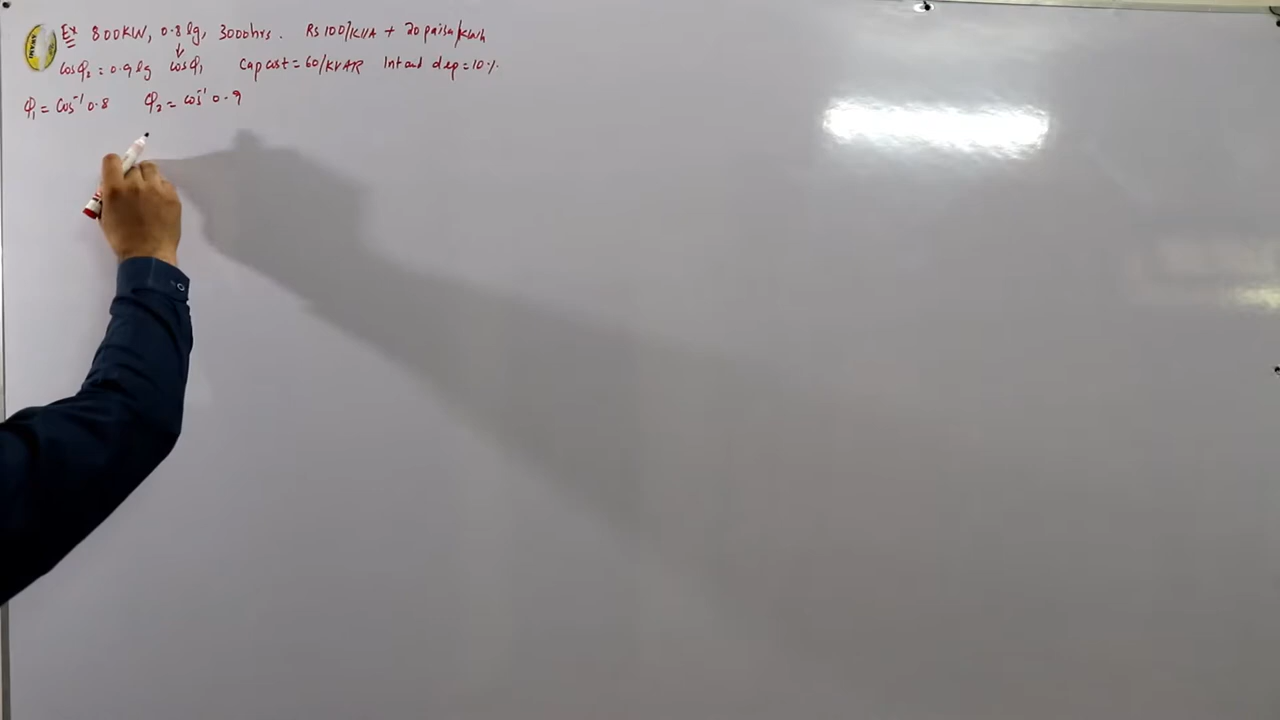 Ex 800KW, 0.8 lg, 3000hrs. Rs 100/KVA + 20 paisa/kwh
cosφ₂ = 0.9 lg cosφ₁ Cap cost = 60/KVAR Int and dep = 10%.
φ₁ = Cos⁻¹ 0.8 φ₂ = cos⁻¹ 0.9